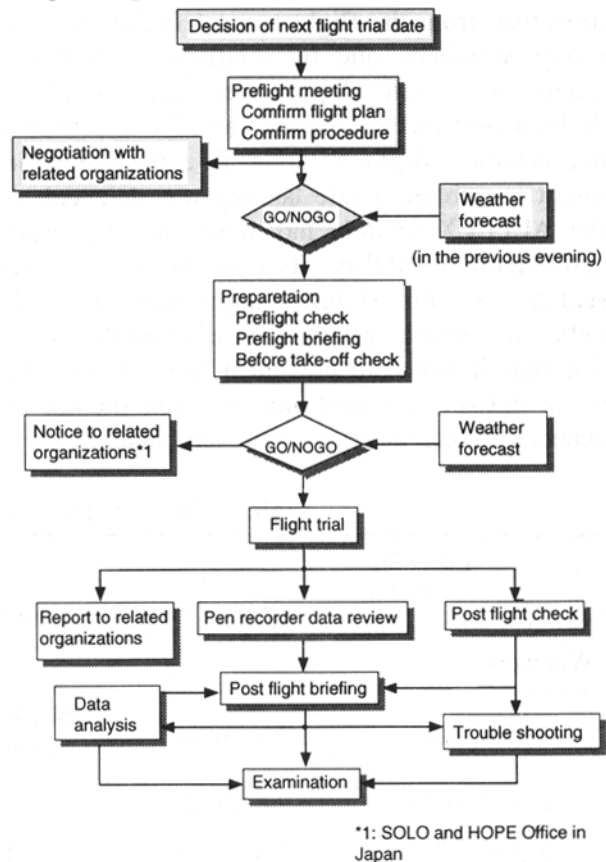 Decision of next flight trial date
Preflight meeting
Comfirm flight plan
Comfirm procedure
Negotiation with
related organizations
GO/NOGO
Weather
forecast
(in the previous evening)
Preparetaion
Preflight check
Preflight briefing
Before take-off check
Notice to related
organizations*1
GO/NOGO
Weather
forecast
Flight trial
Report to related
organizations
Pen recorder data review
Post flight check
Post flight briefing
Data
analysis
Trouble shooting
Examination
*1: SOLO and HOPE Office in
Japan